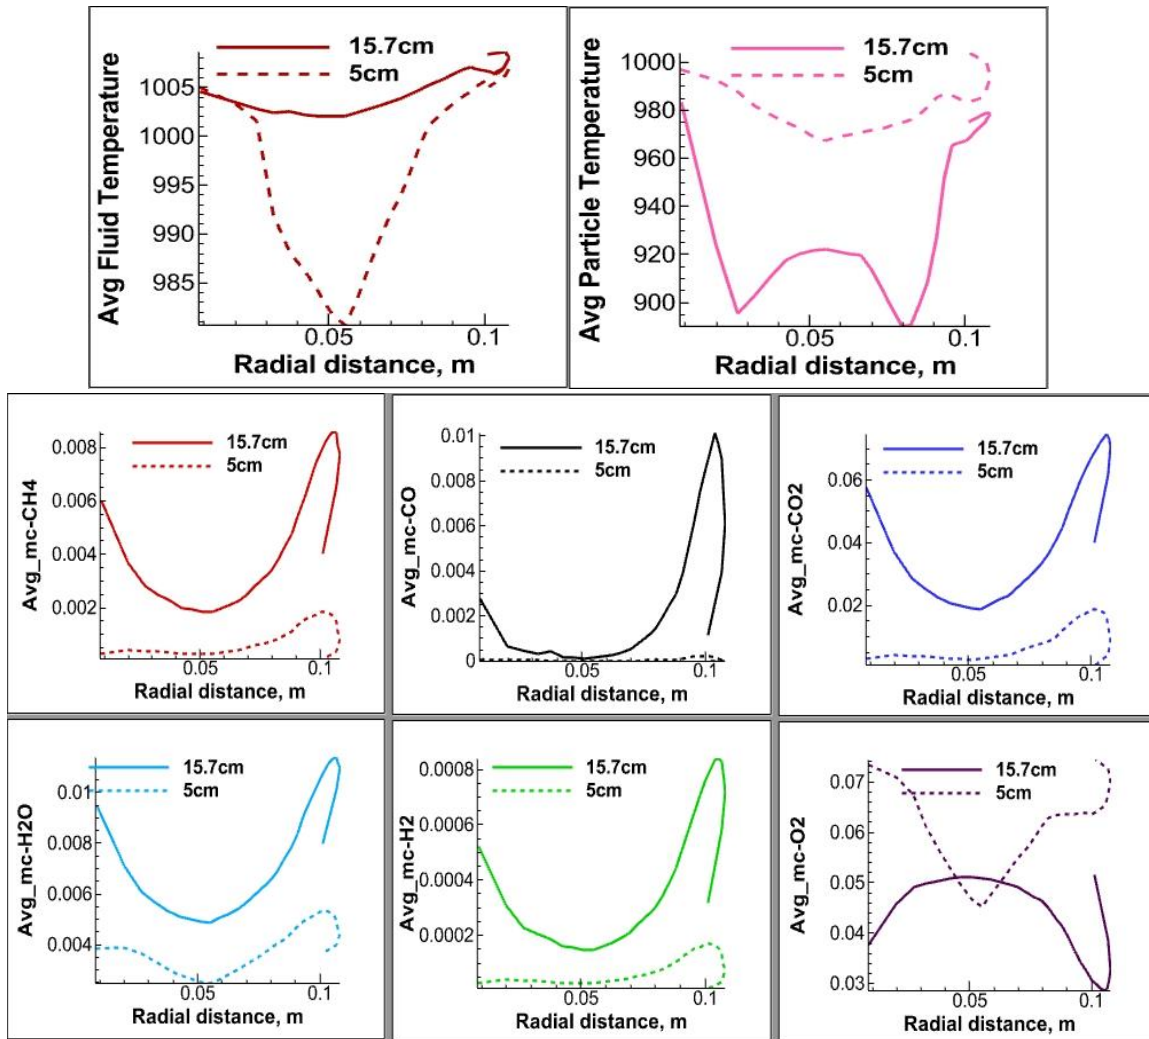 Avg Fluid Temperature
15.7cm
5cm
1005
1000
995
990
985
0.05
0.1
Radial distance, m
Avg Particle Temperature
15.7cm
5cm
1000
980
960
940
920
900
0.05
0.1
Radial distance, m
Avg_mc-CH4
15.7cm
5cm
0.008
0.006
0.004
0.002
0.05
0.1
Radial distance, m
Avg_mc-CO
15.7cm
5cm
0.01
0.008
0.006
0.004
0.002
0
0.05
0.1
Radial distance, m
Avg_mc-CO2
15.7cm
5cm
0.06
0.04
0.02
0.05
0.1
Radial distance, m
Avg_mc-H2O
15.7cm
5cm
0.01
0.008
0.006
0.004
0.05
0.1
Radial distance, m
Avg_mc-H2
15.7cm
5cm
0.0008
0.0006
0.0004
0.0002
0.05
0.1
Radial distance, m
Avg_mc-O2
15.7cm
5cm
0.07
0.06
0.05
0.04
0.03
0.05
0.1
Radial distance, m